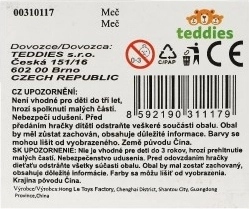 00310117 Meč
Meč
teddies
Dovozce/Dovozca:
TEDDIES s.r.o.
Česká 151/16
602 00 Brno
CZECH REPUBLIC
0-3
C/PAP
8 592190 311179
CZ UPOZORNĚNÍ:
Není vhodné pro děti do tří let,
hrozí spolknutí malých částí.
Nebezpečí udušení. Před
předáním hračky dítěti odstraňte veškeré součásti obalu. Obal
by měl zůstat zachován, obsahuje důležité informace. Barvy se
mohou lišit od vyobrazeného. Země původu Čína.
SK UPOZORNENIE: Nie je vhodné pre deti do 3 rokov, hrozí prehltnutie
malých častí. Nebezpečenstvo udusenia. Pred odovzdaním hračky
dieťaťu odstráňte všetky súčasti obalu. Obal by mal zostať zachovaný,
obsahuje dôležité informácie. Farby sa môžu líšiť od vyobrazenia.
Krajina pôvodu Čína.
Výrobce/Výrobca:Hong Le Toys Factory, Chenghai District, Shantou City, Guangdong
Province,China